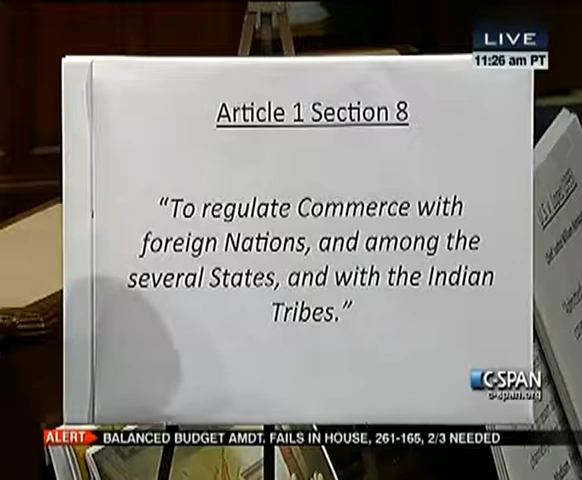 LIVE
11:26 am PT
Article 1 Section 8
“To regulate Commerce with
foreign Nations, and among the
several States, and with the Indian
Tribes.”
C-SPAN
c-span.org
ALERT BALANCED BUDGET AMDT. FAILS IN HOUSE, 261-165, 2/3 NEEDED